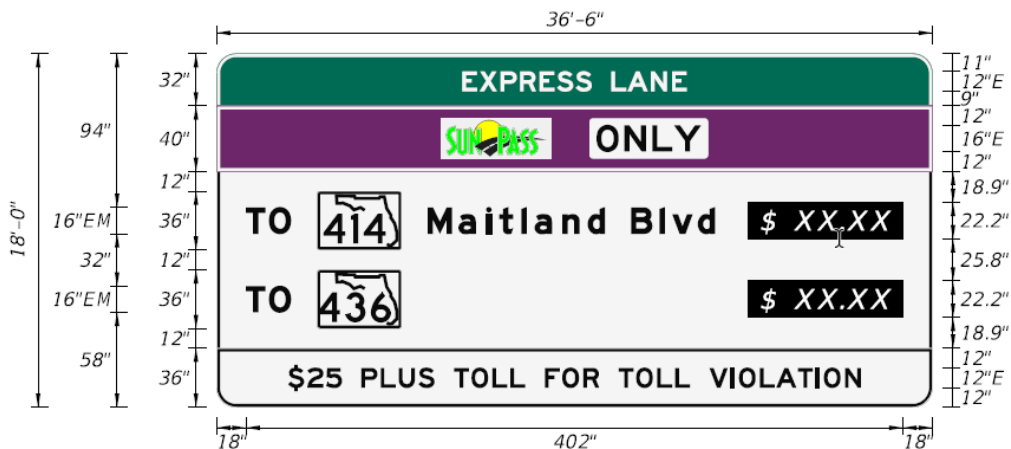 36'-6"
EXPRESS LANE
SUNPASS ONLY
TO 414 Maitland Blvd $ XX.XX
TO 436 $ XX.XX
$25 PLUS TOLL FOR TOLL VIOLATION
18'-0"
94"
16"EM
32"
16"EM
58"
32"
40"
12"
36"
12"
36"
12"
36"
11"
12"E
9"
12"
16"E
12"
18.9"
22.2"
25.8"
22.2"
18.9"
12"
12"E
12"
18" 402" 18"